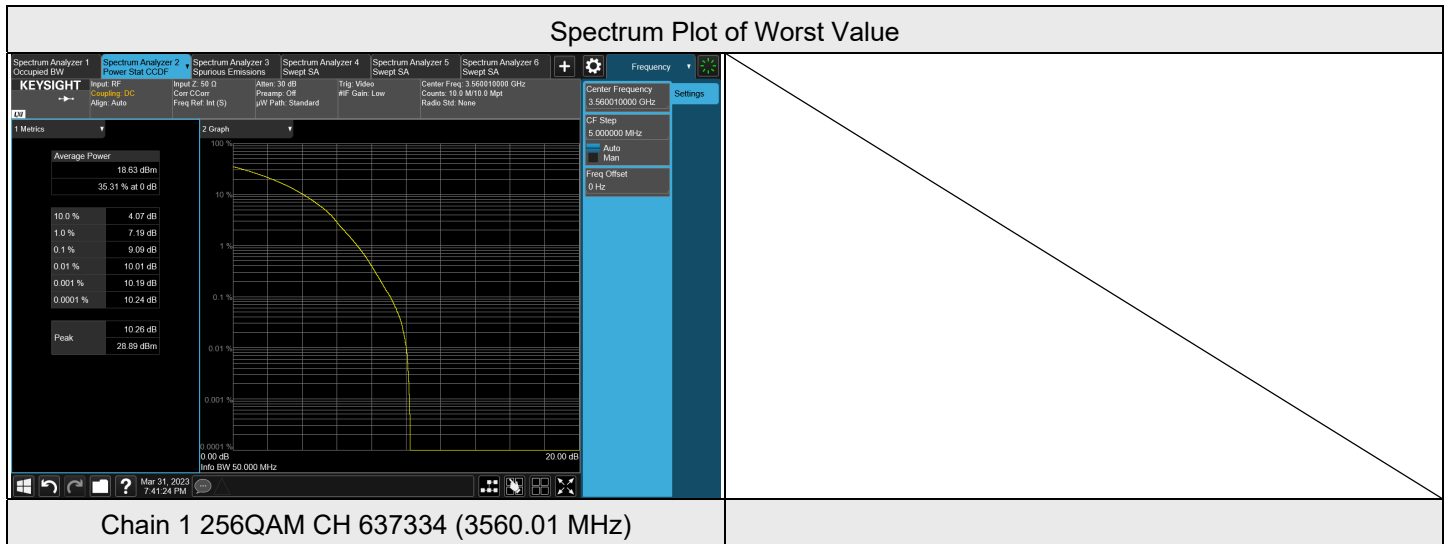 Spectrum Plot of Worst Value
Spectrum Analyzer 1 Spectrum Analyzer 2 Spectrum Analyzer 3 Spectrum Analyzer 4 Spectrum Analyzer 5 Spectrum Analyzer 6
Occupied BW Power Stat CCDF Spurious Emissions Swept SA Swept SA Swept SA
+
Frequency
KEYSIGHT Input: RF Input Z: 50 Ω Atten: 30 dB Trig: Video Center Freq: 3.560010000 GHz
Coupling: DC Corr CCorr Preamp: Off #IF Gain: Low Counts: 10.0 M/10.0 Mpt
Align: Auto Freq Ref: Int (S) µW Path: Standard Radio Std: None
LXI
Center Frequency
3.560010000 GHz
Settings
CF Step
5.000000 MHz
Auto
Man
Freq Offset
0 Hz
1 Metrics
Average Power
18.63 dBm
35.31 % at 0 dB
10.0 % 4.07 dB
1.0 % 7.19 dB
0.1 % 9.09 dB
0.01 % 10.01 dB
0.001 % 10.19 dB
0.0001 % 10.24 dB
Peak 10.26 dB
28.89 dBm
2 Graph
100 %
10 %
1 %
0.1 %
0.01 %
0.001 %
0.0001 %
0.00 dB 20.00 dB
Info BW 50.000 MHz
? Mar 31, 2023
7:41:24 PM
Chain 1 256QAM CH 637334 (3560.01 MHz)